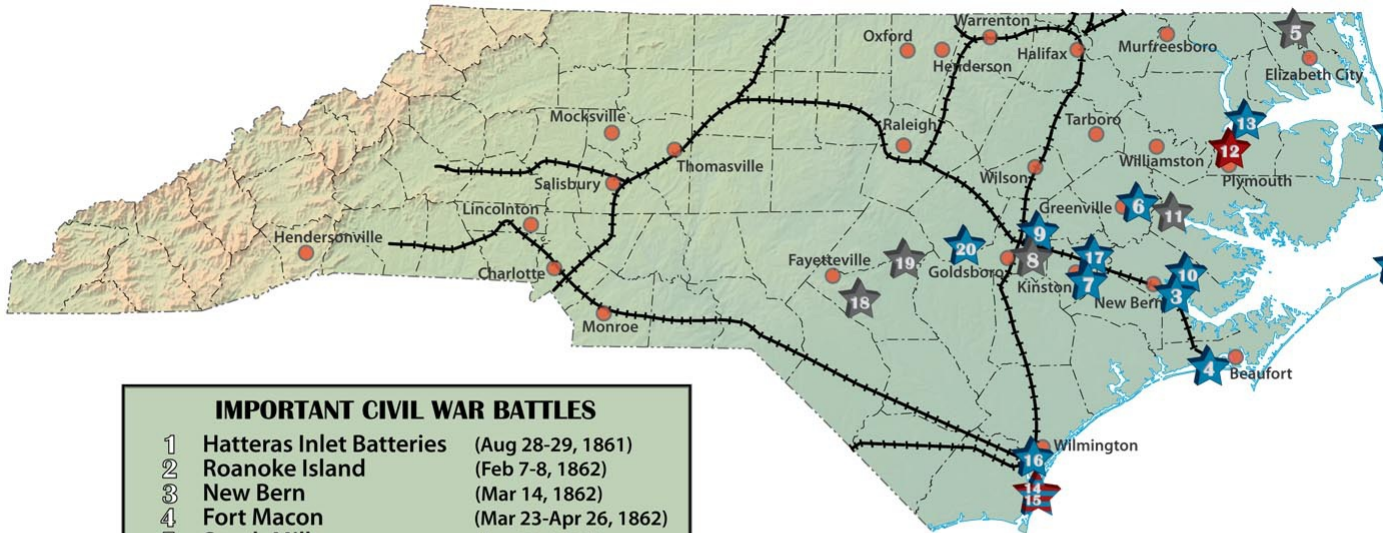 Warrenton
Oxford
Henderson
Halifax
Murfreesboro
5
Elizabeth City
Mocksville
Raleigh
Tarboro
13
12
Thomasville
Williamston
Plymouth
Salisbury
Wilson
Lincolnton
Greenville
6
11
Hendersonville
9
20
Fayetteville
19
Goldsboro
8
17
Charlotte
Kinston
7
10
New Bern
3
18
Monroe
4
Beaufort
Wilmington
16
14
15
IMPORTANT CIVIL WAR BATTLES
1 Hatteras Inlet Batteries (Aug 28-29, 1861)
2 Roanoke Island (Feb 7-8, 1862)
3 New Bern (Mar 14, 1862)
4 Fort Macon (Mar 23-Apr 26, 1862)